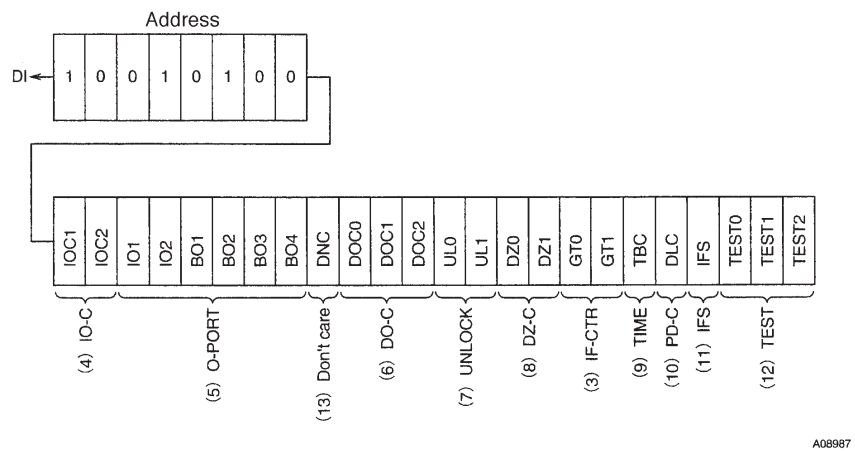 Address
DI 1 0 0 1 0 1 0 0
IOC1 IOC2 IO1 IO2 BO1 BO2 BO3 BO4 DNC DOC0 DOC1 DOC2 UL0 UL1 DZ0 DZ1 GT0 GT1 TBC DLC IFS TEST0 TEST1 TEST2
(4) IO-C
(5) O-PORT
(13) Don't care
(6) DO-C
(7) UNLOCK
(8) DZ-C
(3) IF-CTR
(9) TIME
(10) PD-C
(11) IFS
(12) TEST
A08987